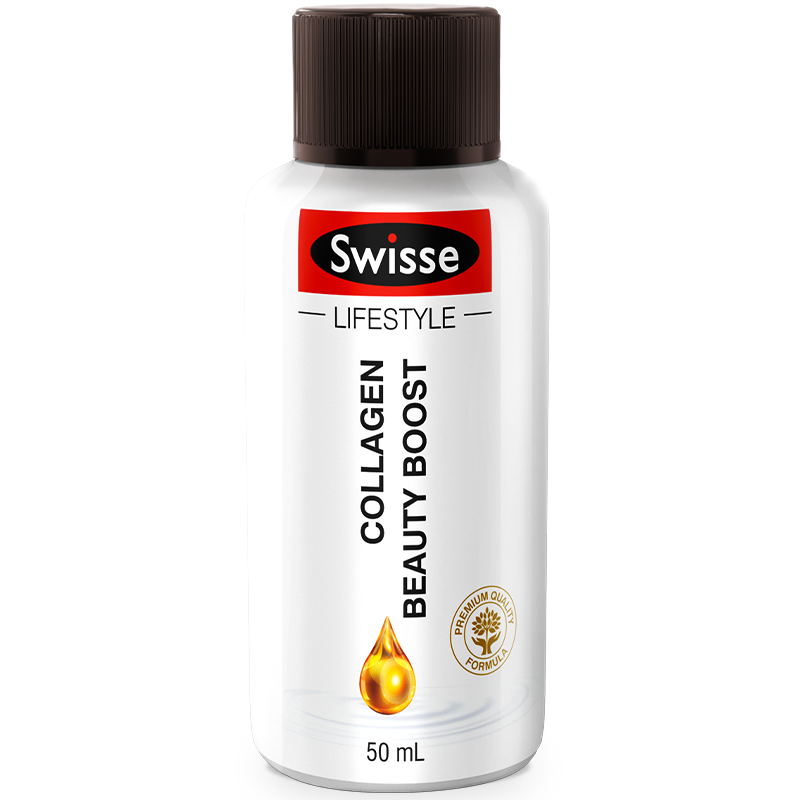 Swisse
LIFESTYLE
COLLAGEN
BEAUTY BOOST
PREMIUM QUALITY
FORMULA
50 mL